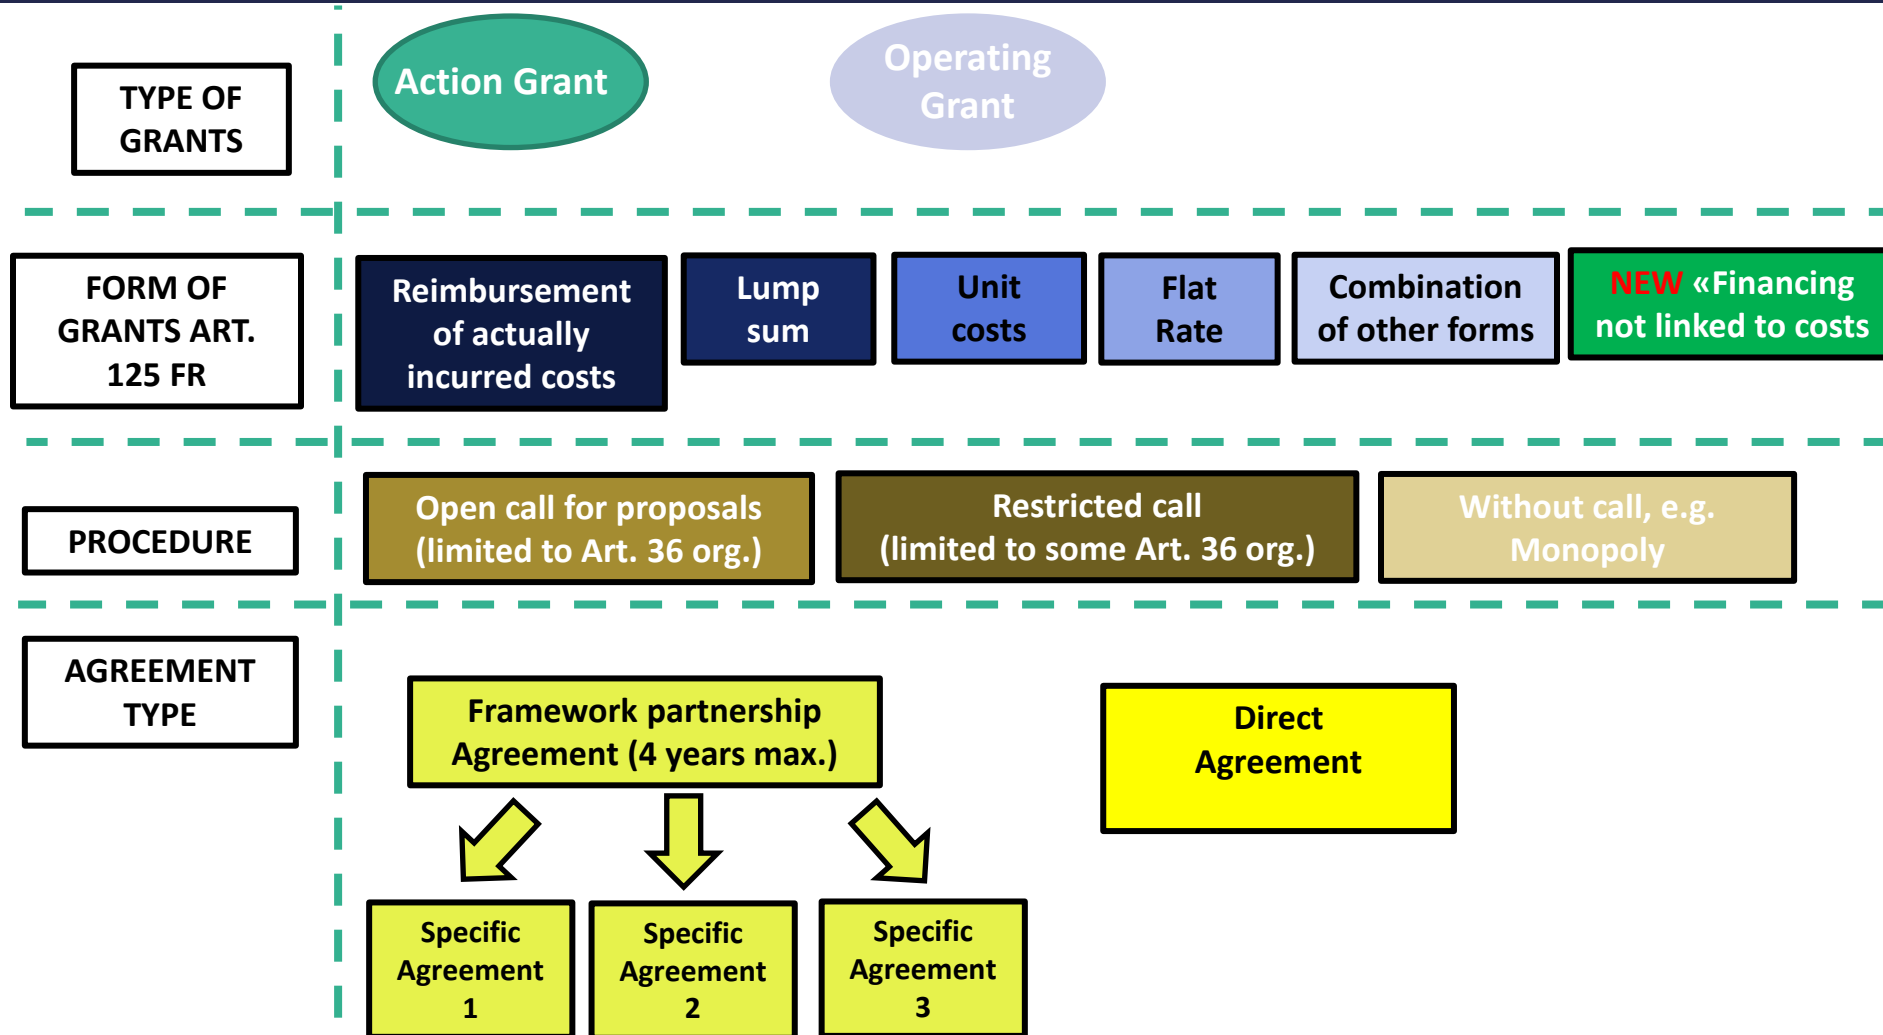 TYPE OF
GRANTS
Action Grant
Operating
Grant
FORM OF
GRANTS ART.
125 FR
Reimbursement
of actually
incurred costs
Lump
sum
Unit
costs
Flat
Rate
Combination
of other forms
NEW «Financing
not linked to costs
PROCEDURE
Open call for proposals
(limited to Art. 36 org.)
Restricted call
(limited to some Art. 36 org.)
Without call, e.g.
Monopoly
AGREEMENT
TYPE
Framework partnership
Agreement (4 years max.)
Direct
Agreement
Specific
Agreement
1
Specific
Agreement
2
Specific
Agreement
3